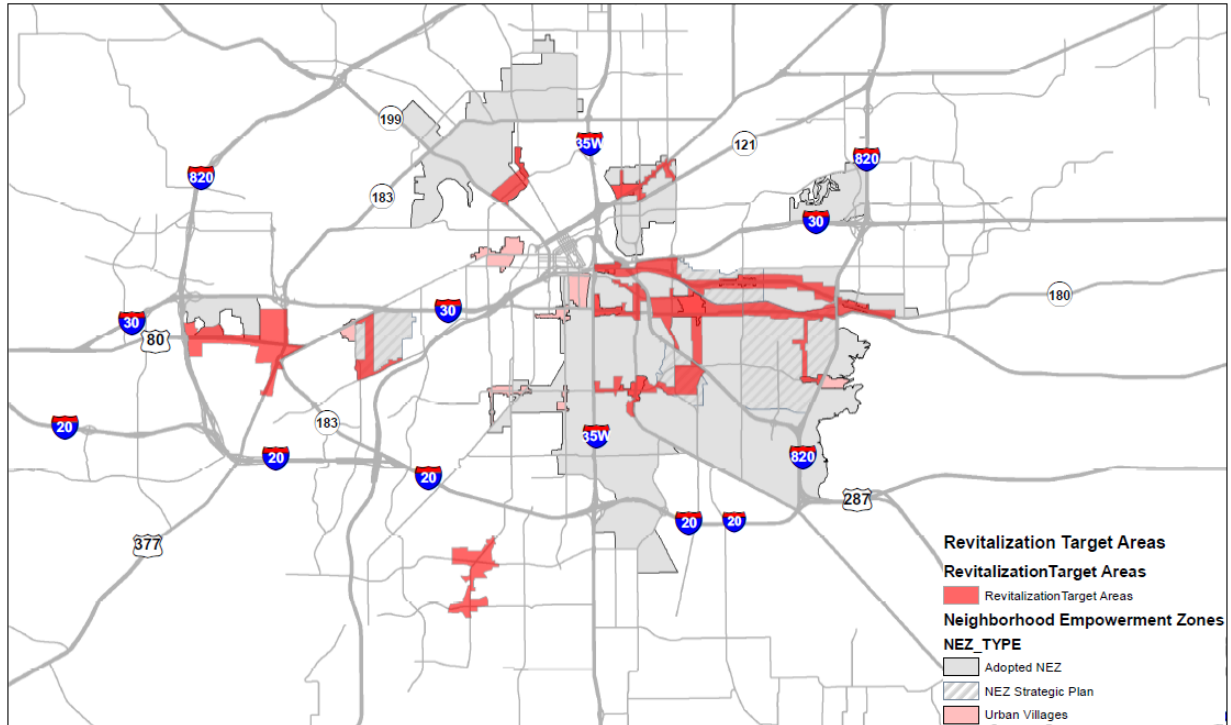 199
35W
121
820
820
183
30
180
30
30
80
183
20
35W
20
20
820
287
20
20
377
Revitalization Target Areas
RevitalizationTarget Areas
RevitalizationTarget Areas
Neighborhood Empowerment Zones
NEZ_TYPE
Adopted NEZ
NEZ Strategic Plan
Urban Villages